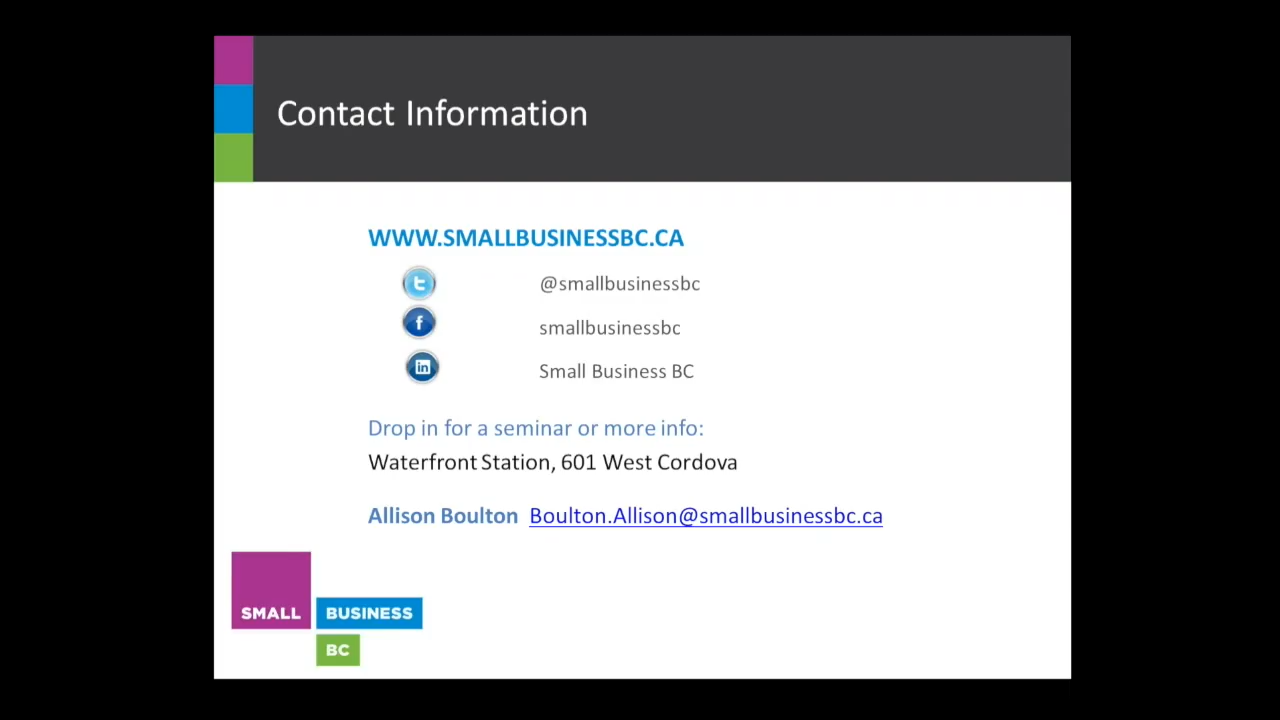 Contact Information
WWW.SMALLBUSINESSBC.CA
@smallbusinessbc
smallbusinessbc
Small Business BC
Drop in for a seminar or more info:
Waterfront Station, 601 West Cordova
Allison Boulton Boulton.Allison@smallbusinessbc.ca
SMALL BUSINESS
BC